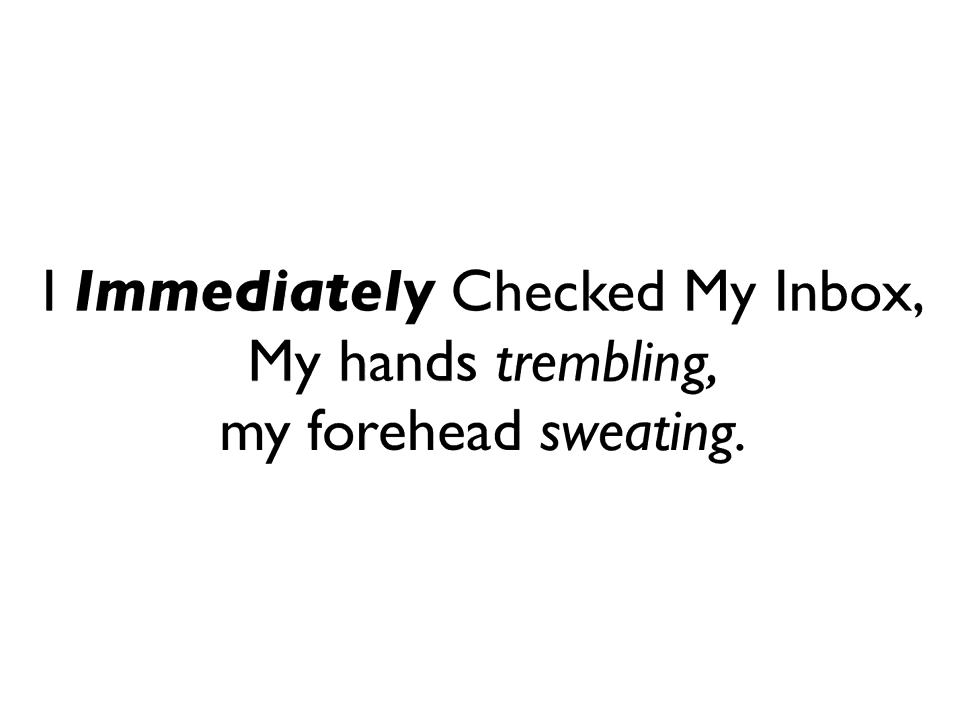 I Immediately Checked My Inbox,
My hands trembling,
my forehead sweating.